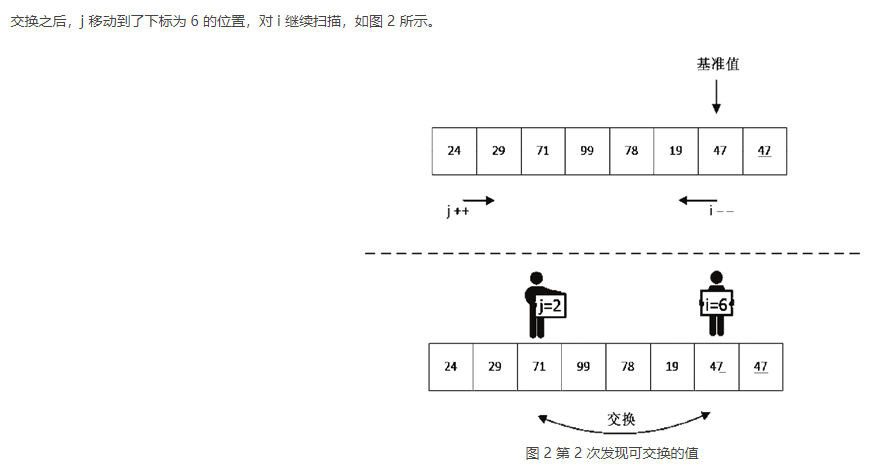 交换之后，j 移动到了下标为 6 的位置，对 i 继续扫描，如图 2 所示。
基准值
24 29 71 99 78 19 47 47
j ++ i --
j=2 i=6
24 29 71 99 78 19 47 47
交换
图 2 第 2 次发现可交换的值